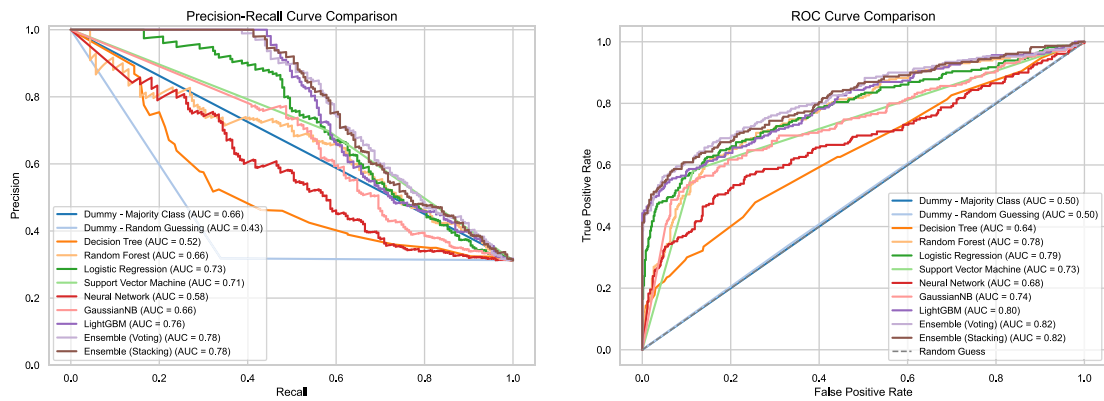 Precision-Recall Curve Comparison
1.0
0.8
0.6
0.4
0.2
0.0
Precision
Dummy - Majority Class (AUC = 0.66)
Dummy - Random Guessing (AUC = 0.43)
Decision Tree (AUC = 0.52)
Random Forest (AUC = 0.66)
Logistic Regression (AUC = 0.73)
Support Vector Machine (AUC = 0.71)
Neural Network (AUC = 0.58)
GaussianNB (AUC = 0.66)
LightGBM (AUC = 0.76)
Ensemble (Voting) (AUC = 0.78)
Ensemble (Stacking) (AUC = 0.78)
0.0 0.2 0.4 0.6 0.8 1.0
Recall
ROC Curve Comparison
1.0
0.8
0.6
0.4
0.2
0.0
True Positive Rate
Dummy - Majority Class (AUC = 0.50)
Dummy - Random Guessing (AUC = 0.50)
Decision Tree (AUC = 0.64)
Random Forest (AUC = 0.78)
Logistic Regression (AUC = 0.79)
Support Vector Machine (AUC = 0.73)
Neural Network (AUC = 0.68)
GaussianNB (AUC = 0.74)
LightGBM (AUC = 0.80)
Ensemble (Voting) (AUC = 0.82)
Ensemble (Stacking) (AUC = 0.82)
Random Guess
0.0 0.2 0.4 0.6 0.8 1.0
False Positive Rate